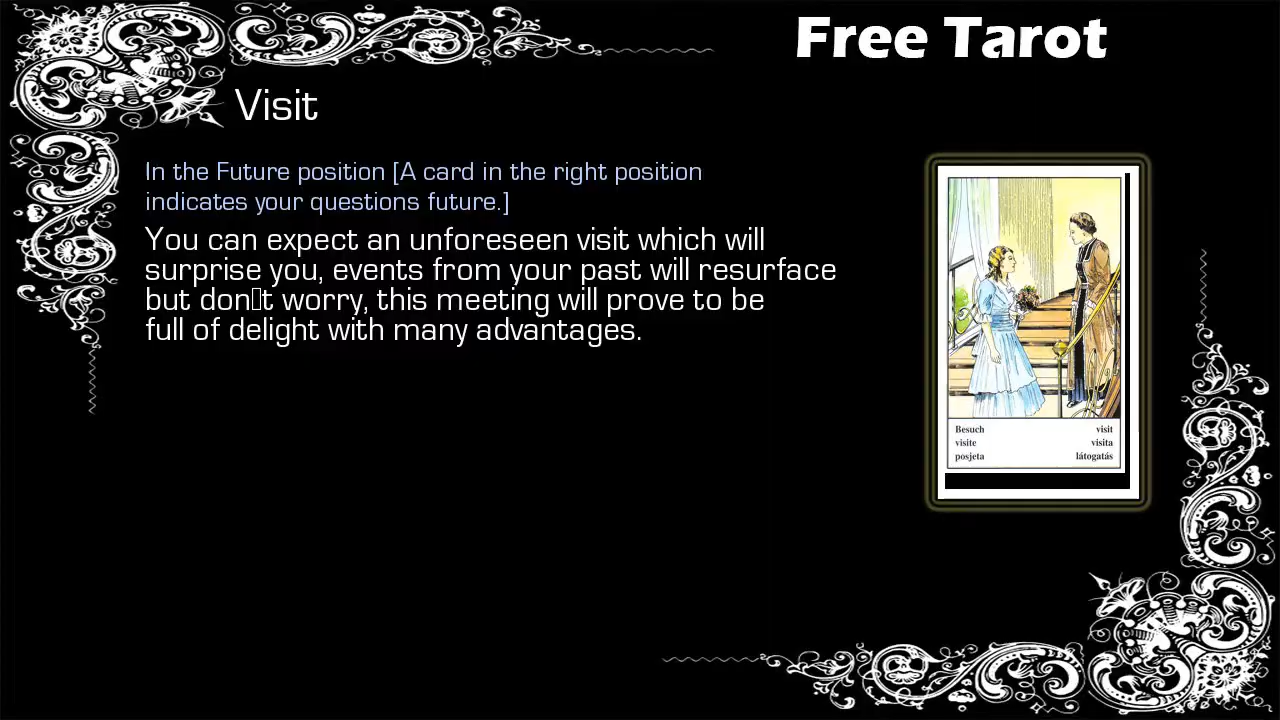 Free Tarot
Visit
In the Future position [A card in the right position
indicates your questions future.]
You can expect an unforeseen visit which will
surprise you, events from your past will resurface
but don▯t worry, this meeting will prove to be
full of delight with many advantages.
Besuch visit
visite visita
posjeta látogatás